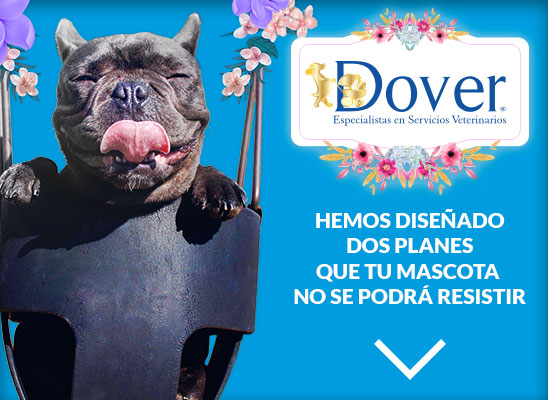 Dover®
Especialistas en Servicios Veterinarios
HEMOS DISEÑADO
DOS PLANES
QUE TU MASCOTA
NO SE PODRÁ RESISTIR